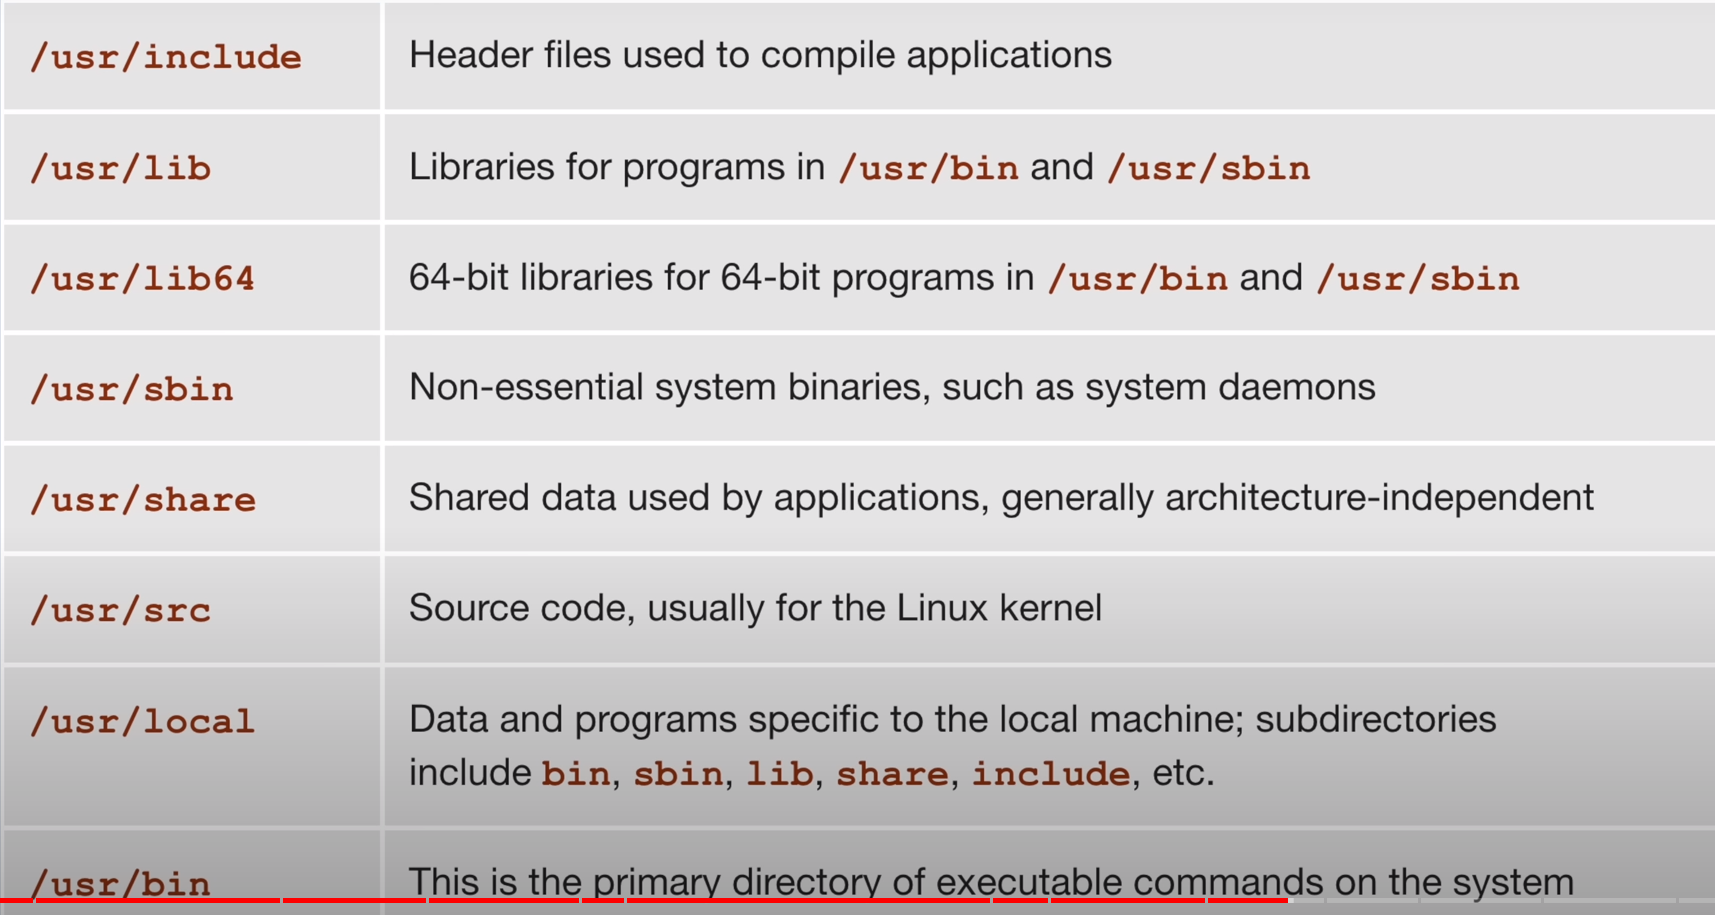 /usr/include Header files used to compile applications
/usr/lib Libraries for programs in /usr/bin and /usr/sbin
/usr/lib64 64-bit libraries for 64-bit programs in /usr/bin and /usr/sbin
/usr/sbin Non-essential system binaries, such as system daemons
/usr/share Shared data used by applications, generally architecture-independent
/usr/src Source code, usually for the Linux kernel
/usr/local Data and programs specific to the local machine; subdirectories
include bin, sbin, lib, share, include, etc.
/usr/bin This is the primary directory of executable commands on the system